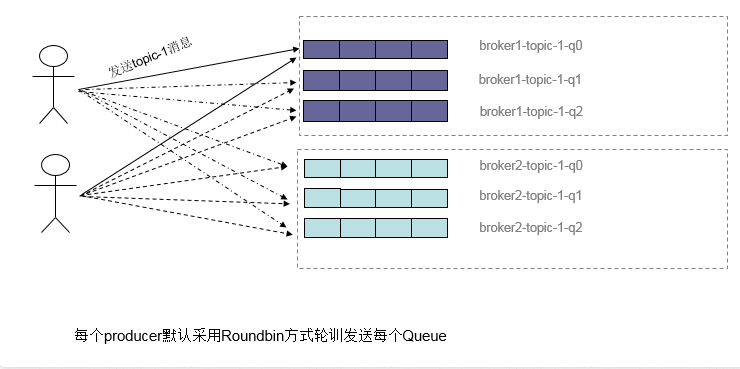 发送topic-1消息
broker1-topic-1-q0
broker1-topic-1-q1
broker1-topic-1-q2
broker2-topic-1-q0
broker2-topic-1-q1
broker2-topic-1-q2
每个producer默认采用Roundbin方式轮训发送每个Queue